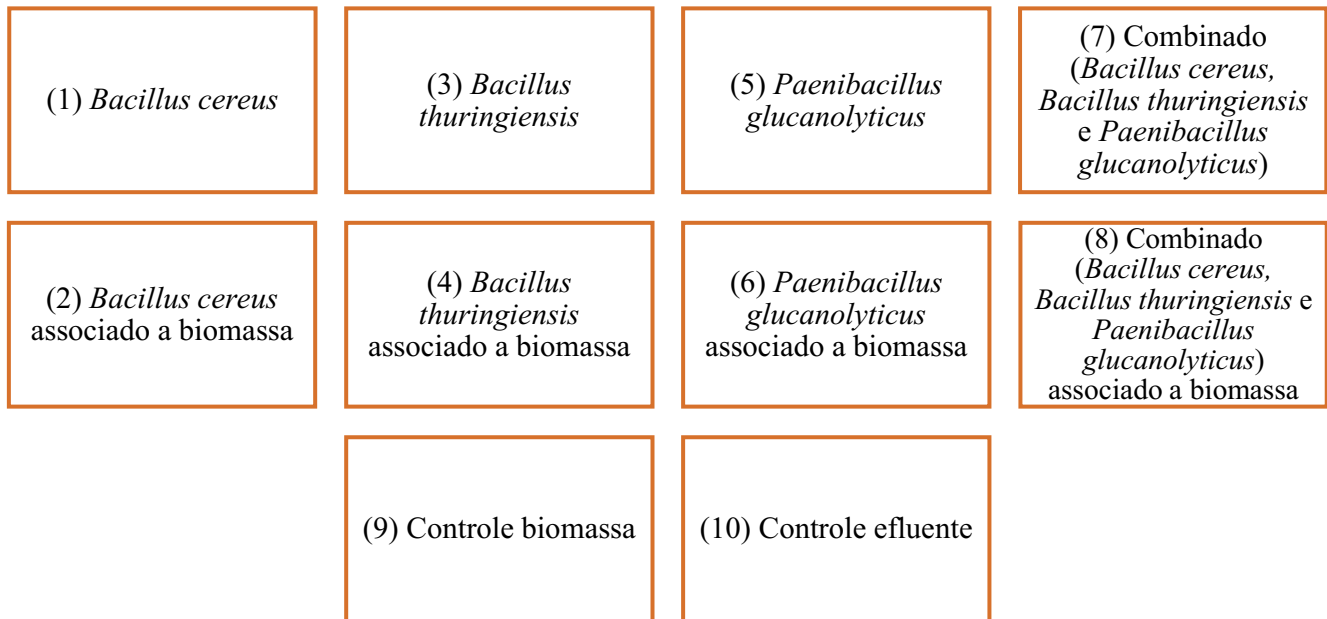 (1) Bacillus cereus
(3) Bacillus
thuringiensis
(5) Paenibacillus
glucanolyticus
(7) Combinado
(Bacillus cereus,
Bacillus thuringiensis
e Paenibacillus
glucanolyticus)
(2) Bacillus cereus
associado a biomassa
(4) Bacillus
thuringiensis
associado a biomassa
(6) Paenibacillus
glucanolyticus
associado a biomassa
(8) Combinado
(Bacillus cereus,
Bacillus thuringiensis e
Paenibacillus
glucanolyticus)
associado a biomassa
(9) Controle biomassa
(10) Controle efluente